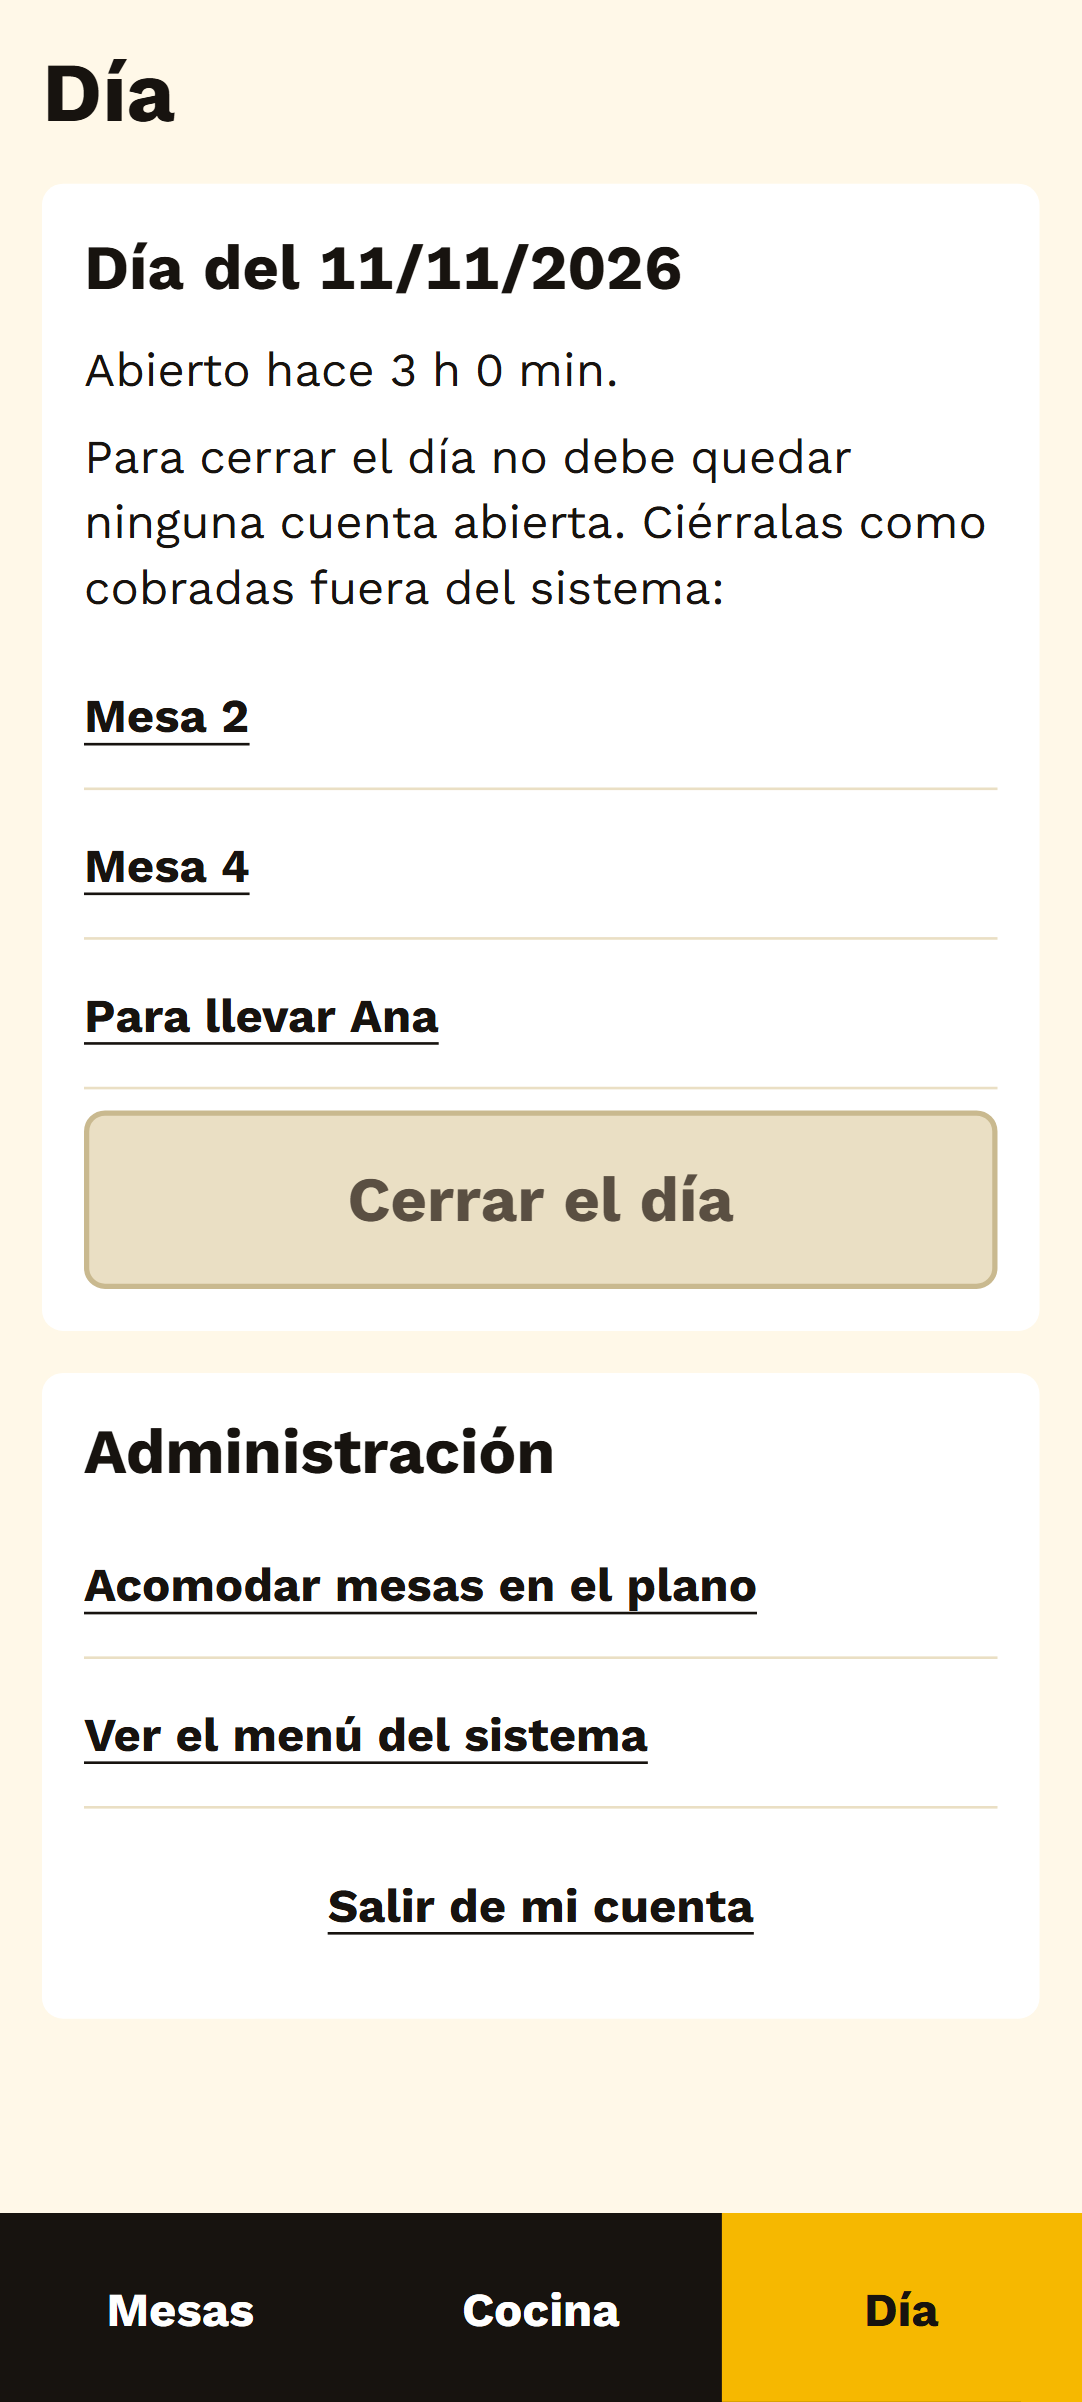 Día
Día del 11/11/2026
Abierto hace 3 h 0 min.
Para cerrar el día no debe quedar
ninguna cuenta abierta. Ciérralas como
cobradas fuera del sistema:
Mesa 2
Mesa 4
Para llevar Ana
Cerrar el día
Administración
Acomodar mesas en el plano
Ver el menú del sistema
Salir de mi cuenta
Mesas
Cocina
Día